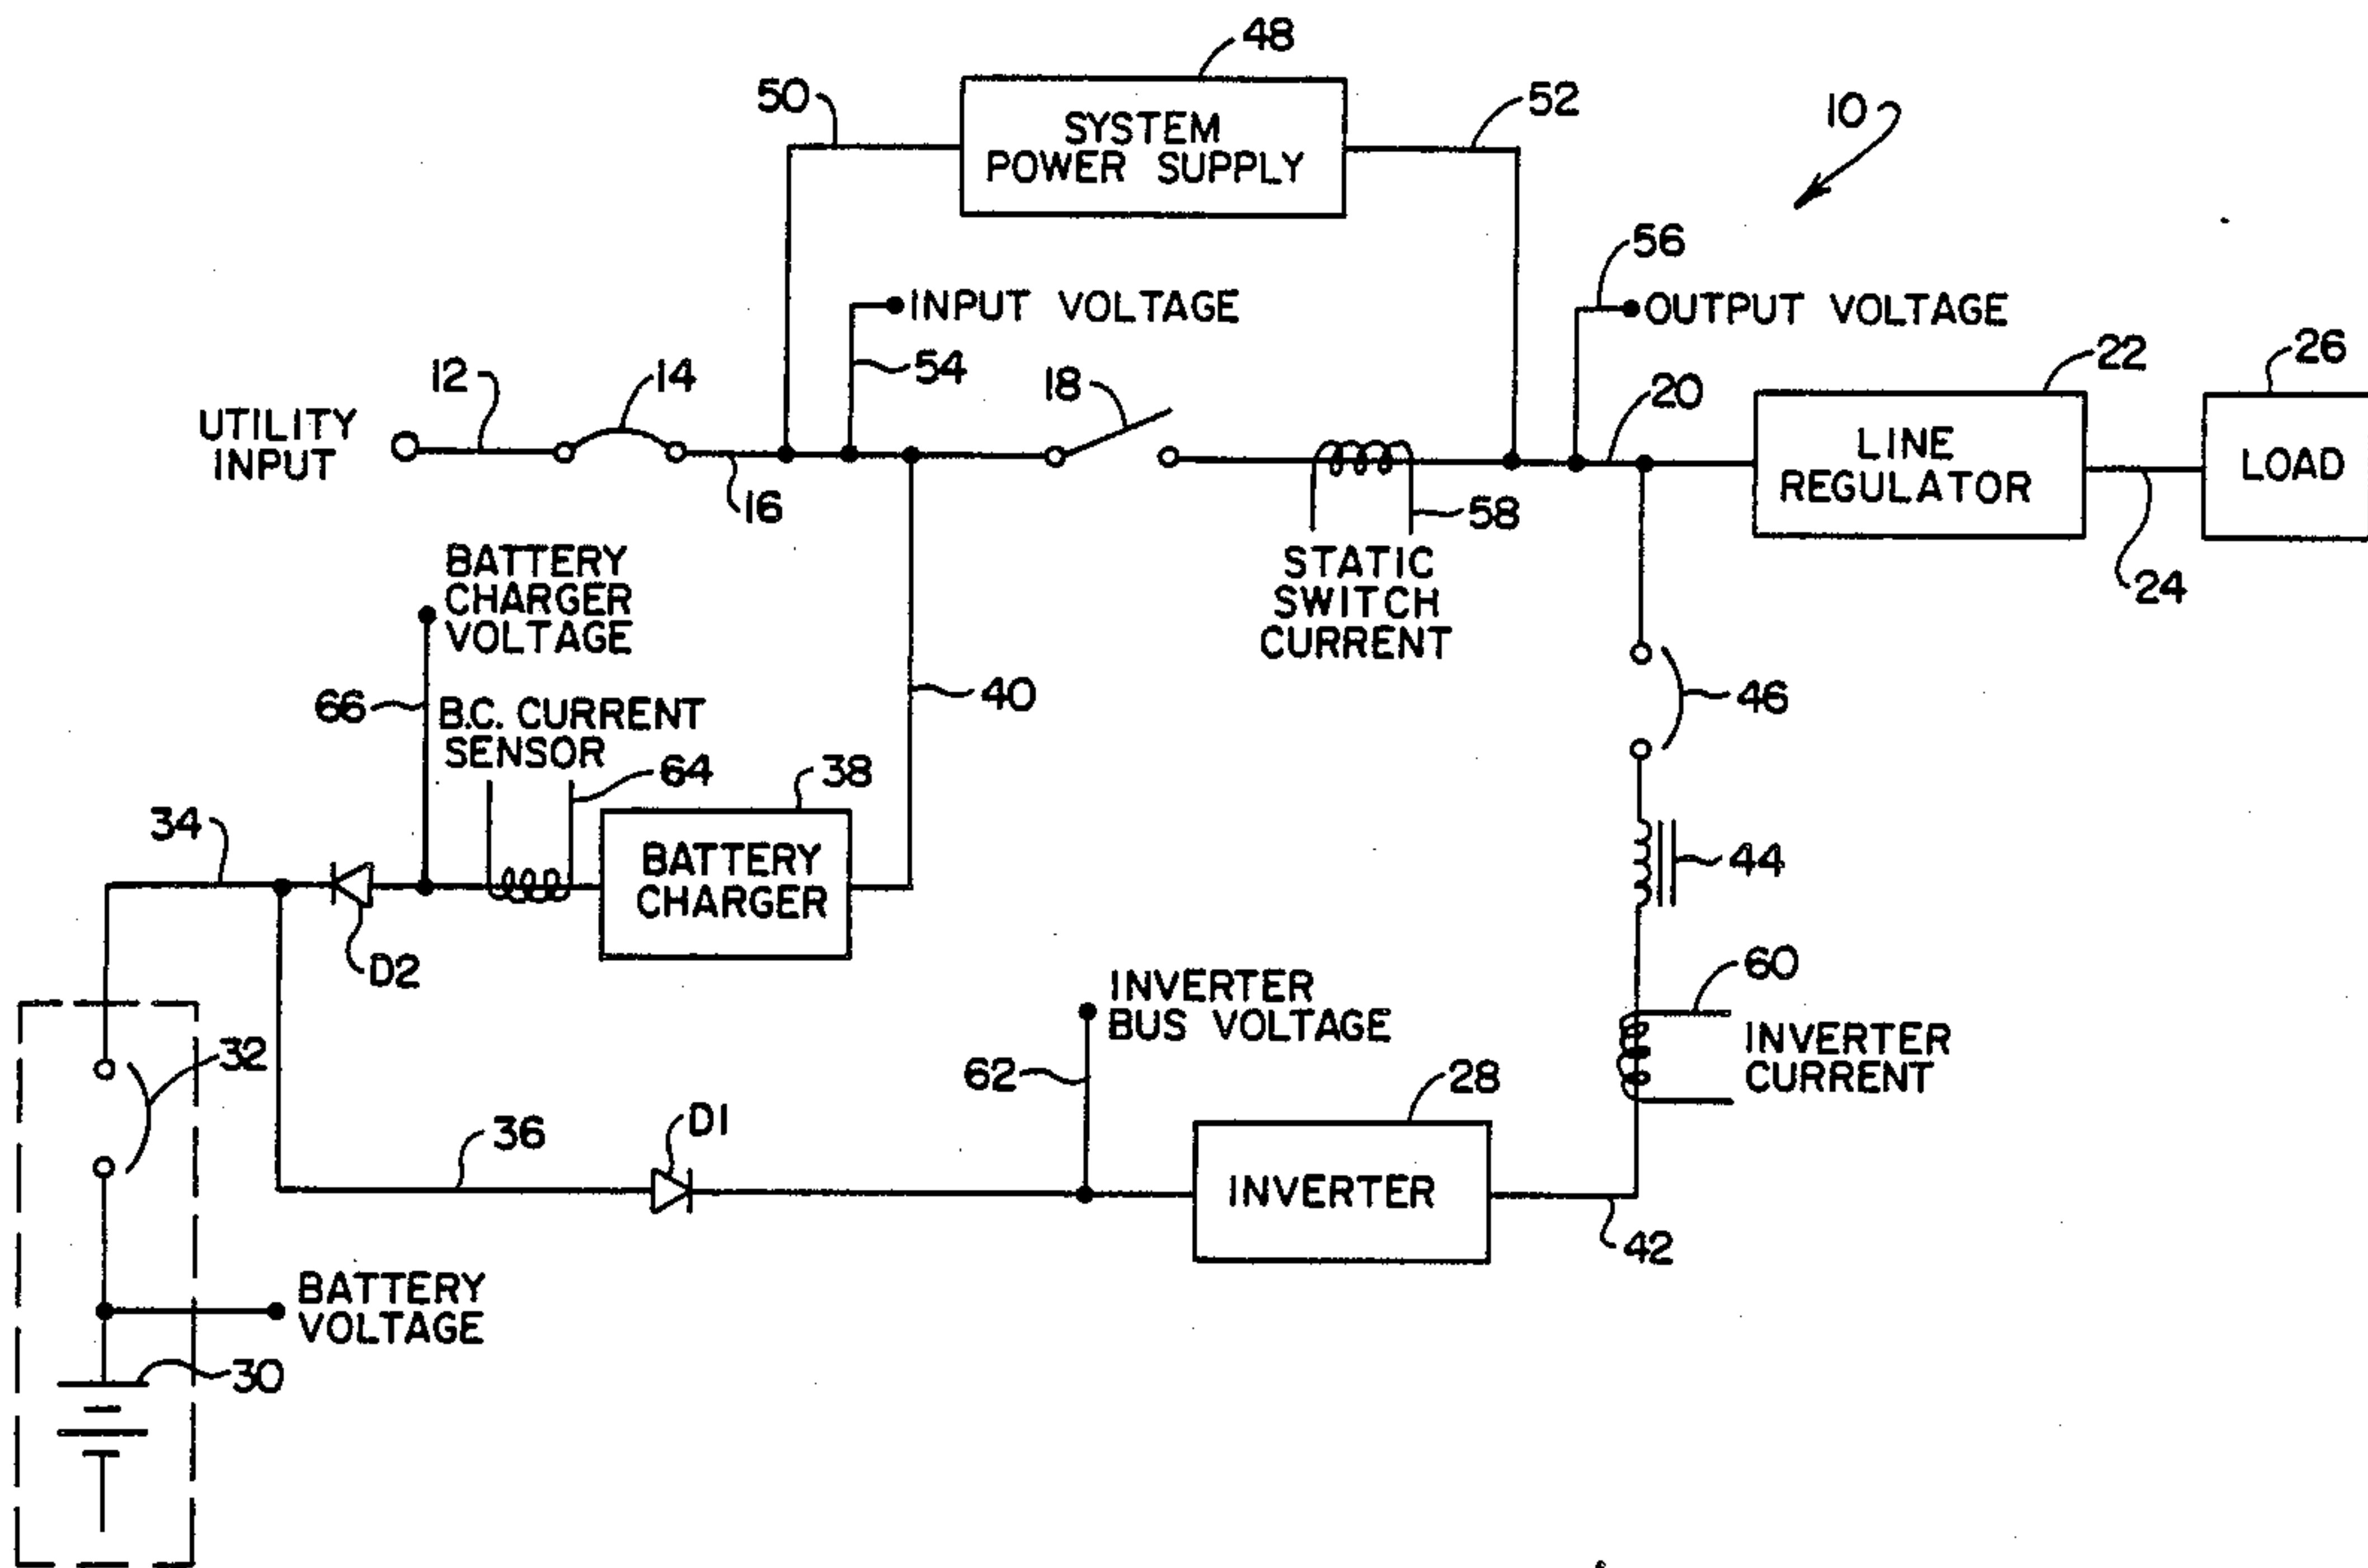 48
50
SYSTEM
POWER SUPPLY
52
10
56
INPUT VOLTAGE
OUTPUT VOLTAGE
12
14
54
18
20
22
26
UTILITY
INPUT
16
58
LINE
REGULATOR
LOAD
24
STATIC
SWITCH
CURRENT
BATTERY
CHARGER
VOLTAGE
66
B.C. CURRENT
SENSOR
40
46
64
38
34
BATTERY
CHARGER
44
D2
60
INVERTER
BUS VOLTAGE
INVERTER
CURRENT
32
62
28
36
D1
INVERTER
42
BATTERY
VOLTAGE
30